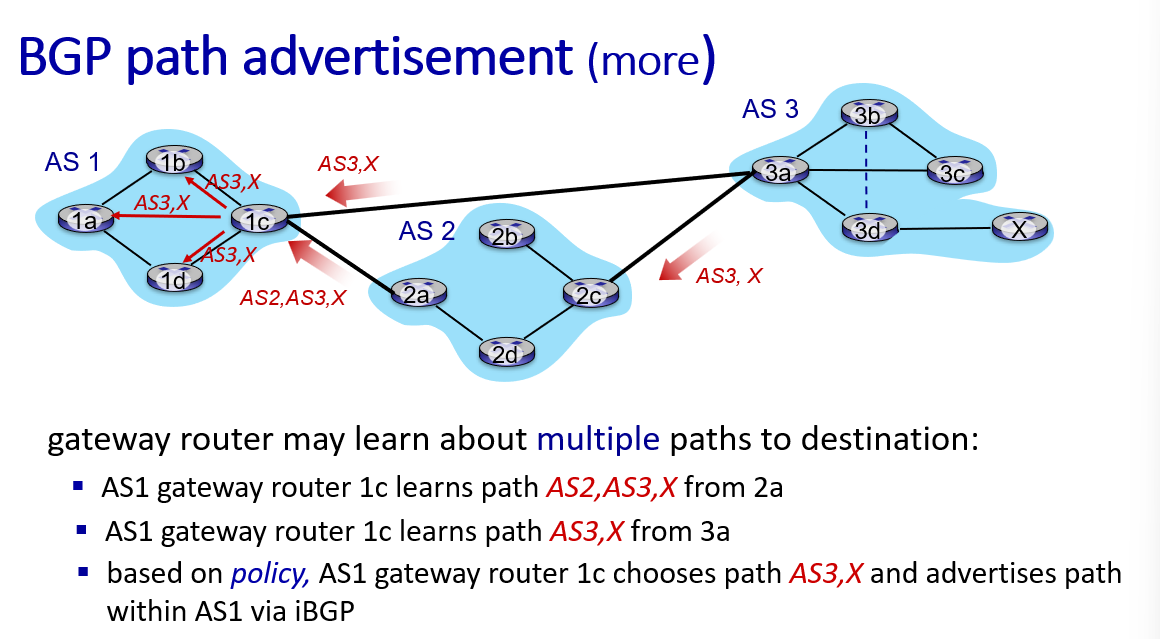 BGP path advertisement (more)
AS 3
3b
AS 1
1b
AS3,X
3a
3c
AS3,X
AS3,X
1a
1c
AS 2
2b
3d
X
AS3,X
1d
AS2,AS3,X
2a
2c
AS3, X
2d
gateway router may learn about multiple paths to destination:
▪ AS1 gateway router 1c learns path AS2,AS3,X from 2a
▪ AS1 gateway router 1c learns path AS3,X from 3a
▪ based on policy, AS1 gateway router 1c chooses path AS3,X and advertises path
within AS1 via iBGP